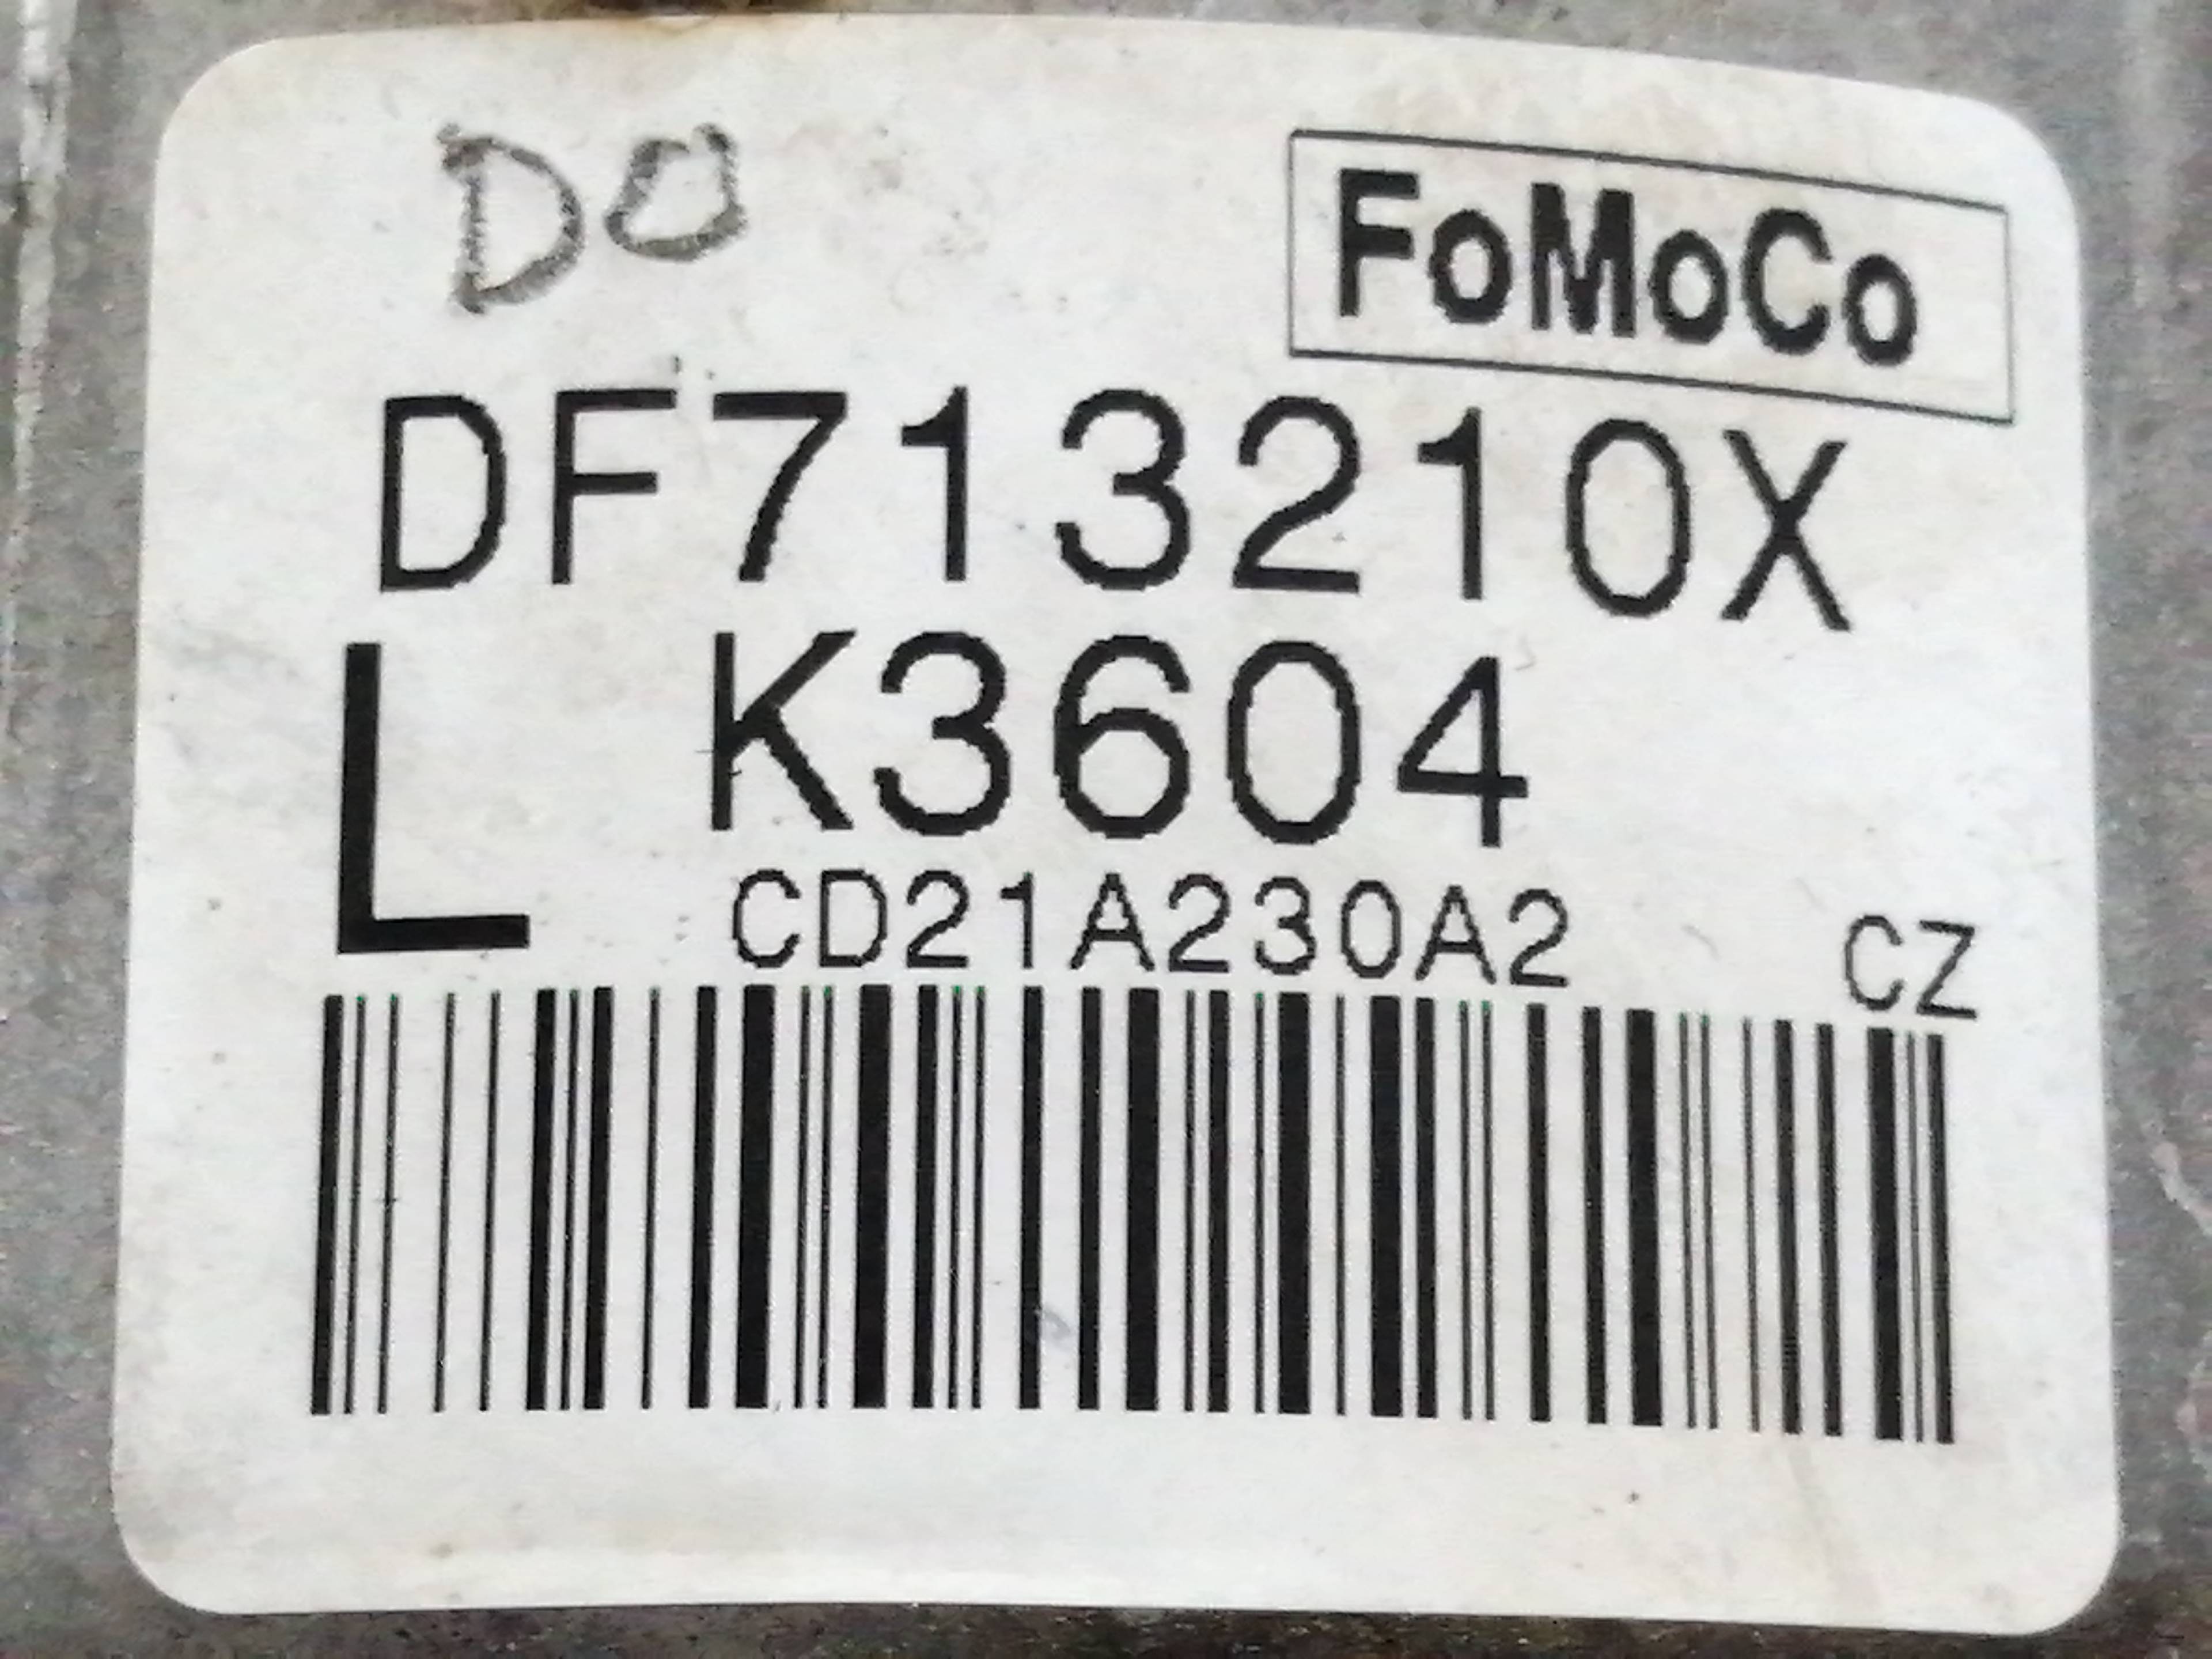 DO
FoMoCo
DF713210X
L K3604
CD21A230A2 CZ